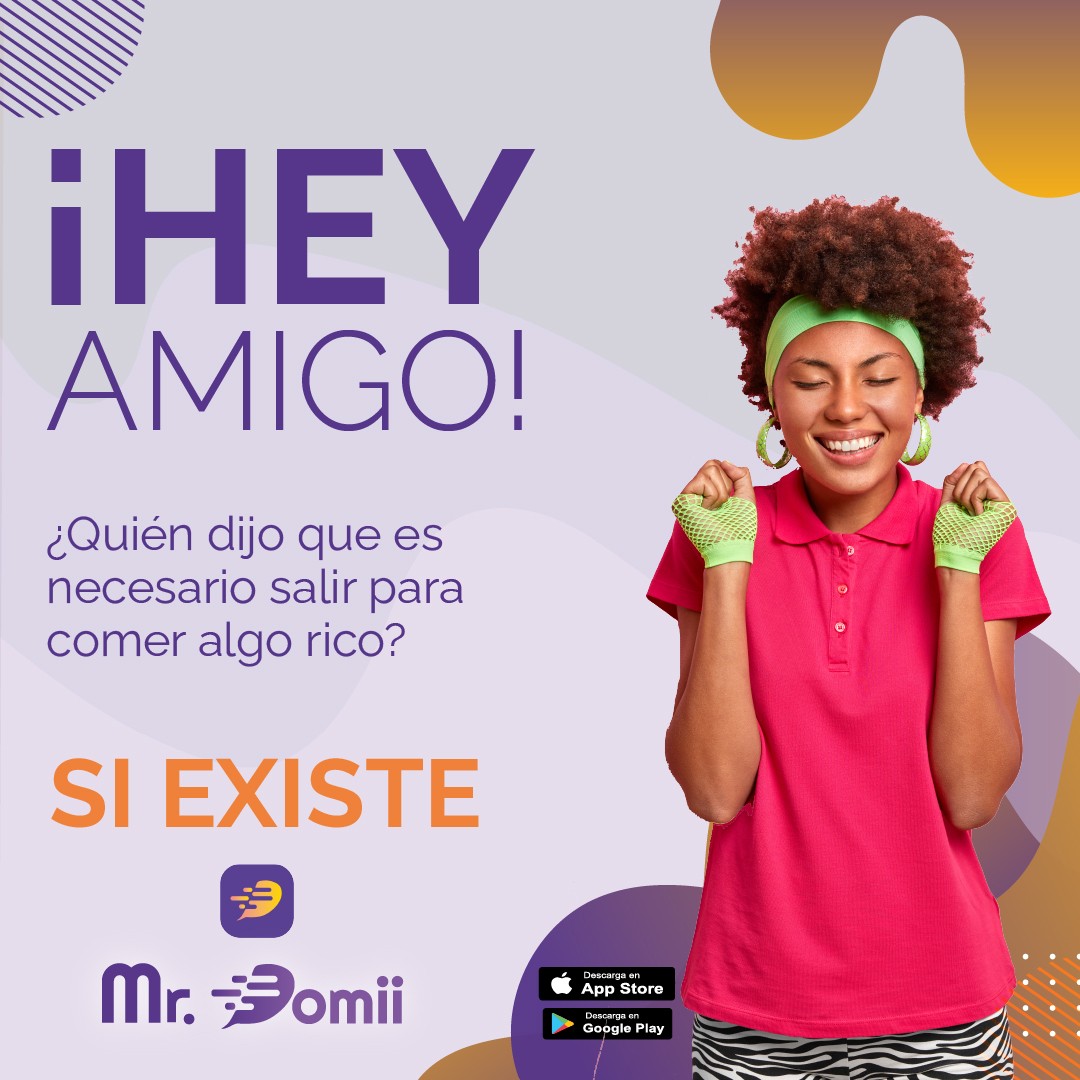 ¡HEY
AMIGO!
¿Quién dijo que es
necesario salir para
comer algo rico?
SI EXISTE
Mr. Domii
Descarga en
App Store
Descarga en
Google Play